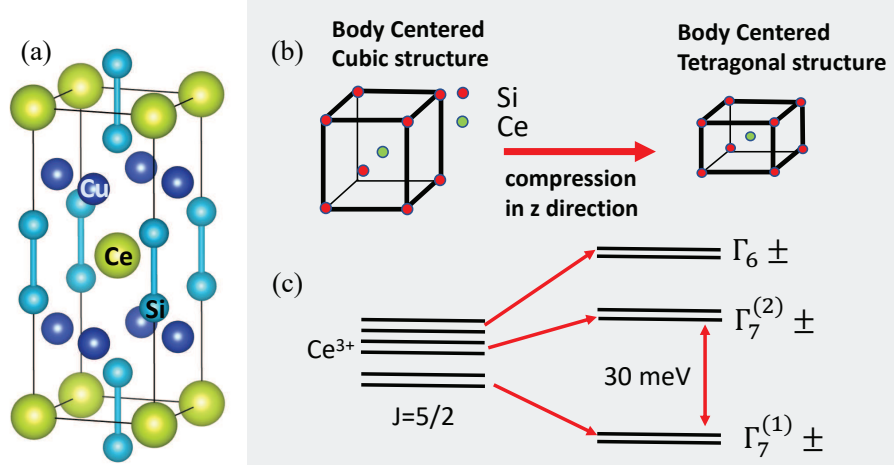 (a)
Cu
Ce
Si
(b)
Body Centered
Cubic structure
Body Centered
Tetragonal structure
Si
Ce
compression
in z direction
(c)
Ce³⁺
J=5/2
30 meV
Γ₆ ±
Γ₇⁽²⁾ ±
Γ₇⁽¹⁾ ±